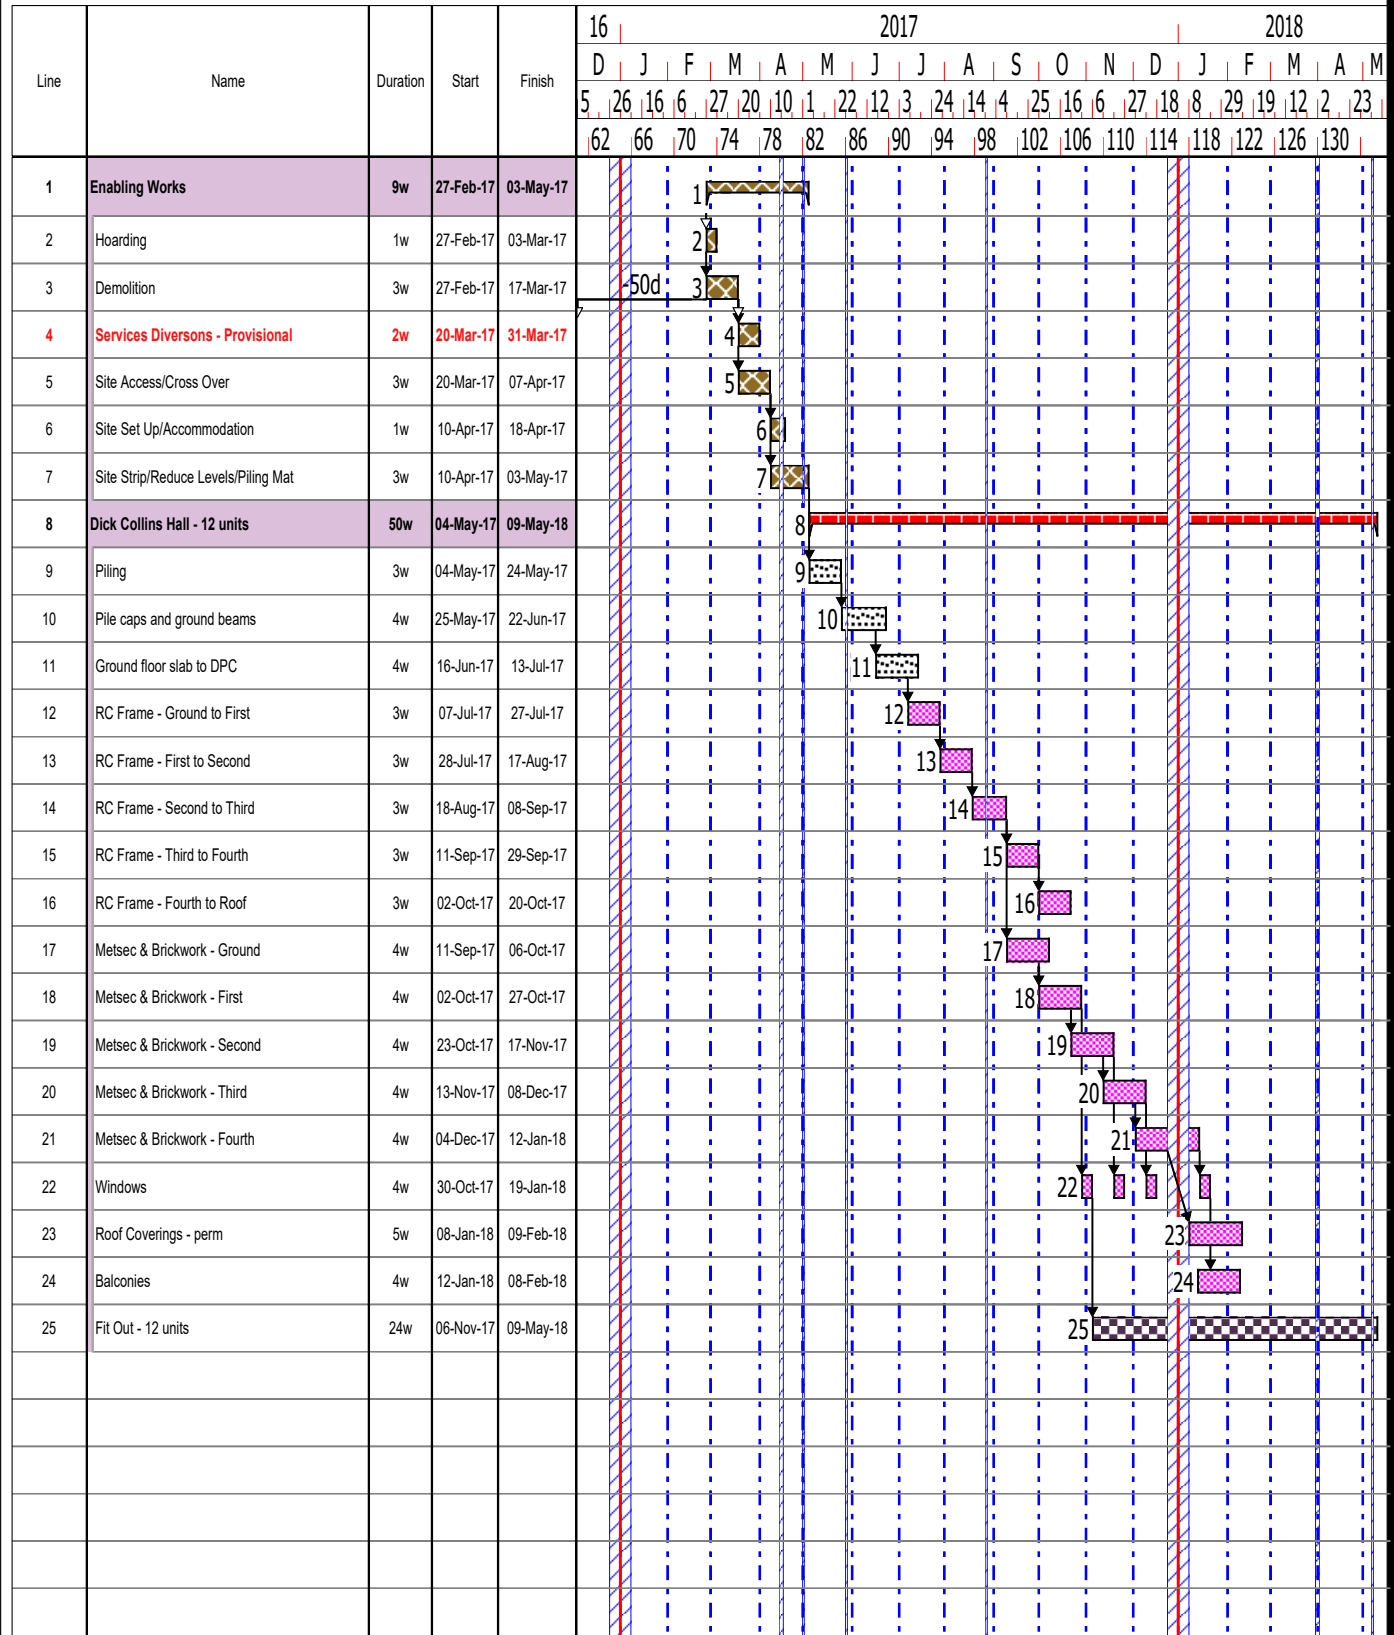 16 2017 2018
Line Name Duration Start Finish D J F M A M J J A S O N D J F M A M
5 26 16 6 27 20 10 1 22 12 3 24 14 4 25 16 6 27 18 8 29 19 12 2 23
62 66 70 74 78 82 86 90 94 98 102 106 110 114 118 122 126 130
1 Enabling Works 9w 27-Feb-17 03-May-17 1
2 Hoarding 1w 27-Feb-17 03-Mar-17 2
3 Demolition 3w 27-Feb-17 17-Mar-17 -50d 3
4 Services Diversons - Provisional 2w 20-Mar-17 31-Mar-17 4
5 Site Access/Cross Over 3w 20-Mar-17 07-Apr-17 5
6 Site Set Up/Accommodation 1w 10-Apr-17 18-Apr-17 6
7 Site Strip/Reduce Levels/Piling Mat 3w 10-Apr-17 03-May-17 7
8 Dick Collins Hall - 12 units 50w 04-May-17 09-May-18 8
9 Piling 3w 04-May-17 24-May-17 9
10 Pile caps and ground beams 4w 25-May-17 22-Jun-17 10
11 Ground floor slab to DPC 4w 16-Jun-17 13-Jul-17 11
12 RC Frame - Ground to First 3w 07-Jul-17 27-Jul-17 12
13 RC Frame - First to Second 3w 28-Jul-17 17-Aug-17 13
14 RC Frame - Second to Third 3w 18-Aug-17 08-Sep-17 14
15 RC Frame - Third to Fourth 3w 11-Sep-17 29-Sep-17 15
16 RC Frame - Fourth to Roof 3w 02-Oct-17 20-Oct-17 16
17 Metsec & Brickwork - Ground 4w 11-Sep-17 06-Oct-17 17
18 Metsec & Brickwork - First 4w 02-Oct-17 27-Oct-17 18
19 Metsec & Brickwork - Second 4w 23-Oct-17 17-Nov-17 19
20 Metsec & Brickwork - Third 4w 13-Nov-17 08-Dec-17 20
21 Metsec & Brickwork - Fourth 4w 04-Dec-17 12-Jan-18 21
22 Windows 4w 30-Oct-17 19-Jan-18 22
23 Roof Coverings - perm 5w 08-Jan-18 09-Feb-18 23
24 Balconies 4w 12-Jan-18 08-Feb-18 24
25 Fit Out - 12 units 24w 06-Nov-17 09-May-18 25